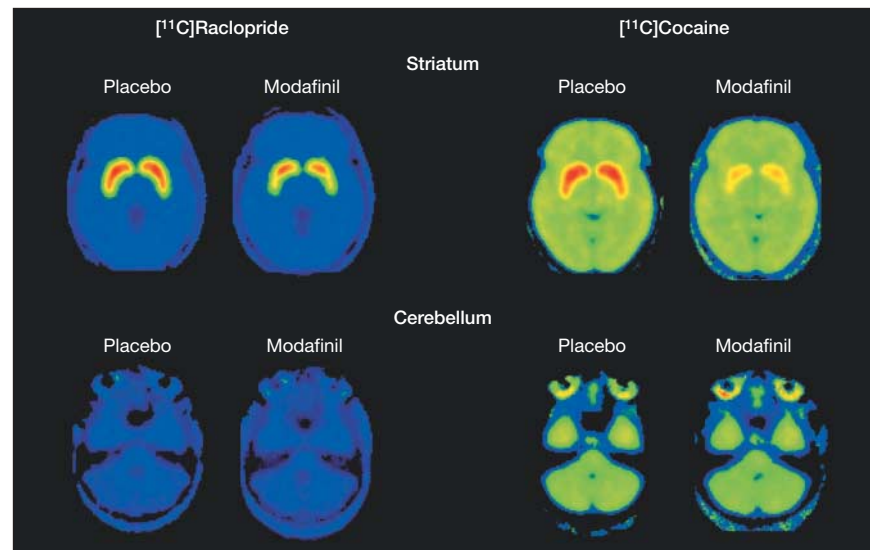 [¹¹C]Raclopride [¹¹C]Cocaine
Striatum
Placebo Modafinil Placebo Modafinil
Cerebellum
Placebo Modafinil Placebo Modafinil